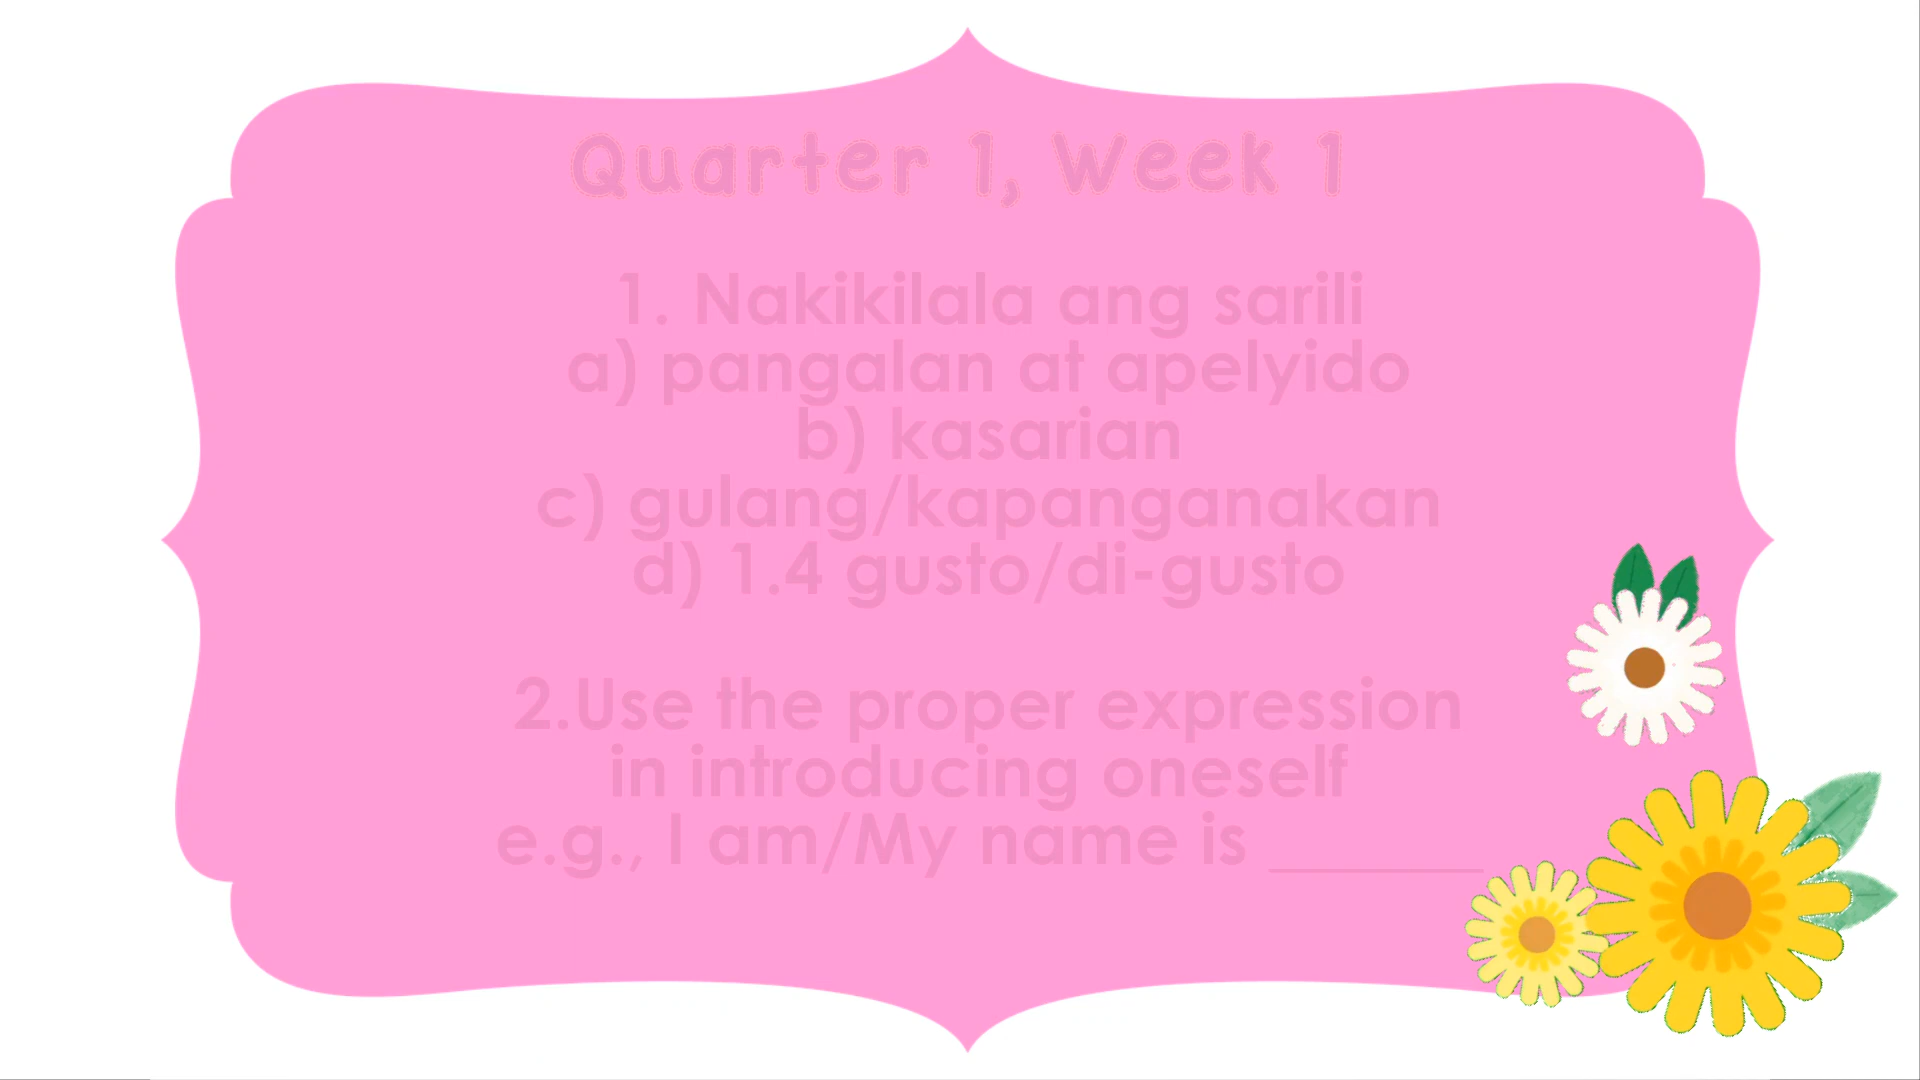 Quarter 1, Week 1
1. Nakikilala ang sarili
a) pangalan at apelyido
b) kasarian
c) gulang/kapanganakan
d) 1.4 gusto/di-gusto
2.Use the proper expression
in introducing oneself
e.g., I am/My name is ______